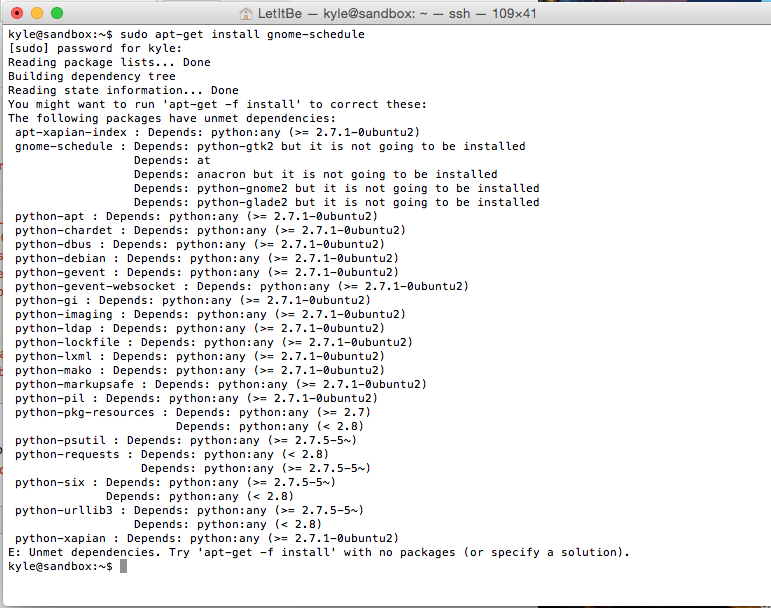 LetItBe — kyle@sandbox: ~ — ssh — 109×41
kyle@sandbox:~$ sudo apt-get install gnome-schedule
[sudo] password for kyle:
Reading package lists... Done
Building dependency tree
Reading state information... Done
You might want to run 'apt-get -f install' to correct these:
The following packages have unmet dependencies:
 apt-xapian-index : Depends: python:any (>= 2.7.1-0ubuntu2)
 gnome-schedule : Depends: python-gtk2 but it is not going to be installed
                  Depends: at
                  Depends: anacron but it is not going to be installed
                  Depends: python-gnome2 but it is not going to be installed
                  Depends: python-glade2 but it is not going to be installed
 python-apt : Depends: python:any (>= 2.7.1-0ubuntu2)
 python-chardet : Depends: python:any (>= 2.7.1-0ubuntu2)
 python-dbus : Depends: python:any (>= 2.7.1-0ubuntu2)
 python-debian : Depends: python:any (>= 2.7.1-0ubuntu2)
 python-gevent : Depends: python:any (>= 2.7.1-0ubuntu2)
 python-gevent-websocket : Depends: python:any (>= 2.7.1-0ubuntu2)
 python-gi : Depends: python:any (>= 2.7.1-0ubuntu2)
 python-imaging : Depends: python:any (>= 2.7.1-0ubuntu2)
 python-ldap : Depends: python:any (>= 2.7.1-0ubuntu2)
 python-lockfile : Depends: python:any (>= 2.7.1-0ubuntu2)
 python-lxml : Depends: python:any (>= 2.7.1-0ubuntu2)
 python-mako : Depends: python:any (>= 2.7.1-0ubuntu2)
 python-markupsafe : Depends: python:any (>= 2.7.1-0ubuntu2)
 python-pil : Depends: python:any (>= 2.7.1-0ubuntu2)
 python-pkg-resources : Depends: python:any (>= 2.7)
                        Depends: python:any (< 2.8)
 python-psutil : Depends: python:any (>= 2.7.5-5~)
 python-requests : Depends: python:any (< 2.8)
                   Depends: python:any (>= 2.7.5-5~)
 python-six : Depends: python:any (>= 2.7.5-5~)
              Depends: python:any (< 2.8)
 python-urllib3 : Depends: python:any (>= 2.7.5-5~)
                  Depends: python:any (< 2.8)
 python-xapian : Depends: python:any (>= 2.7.1-0ubuntu2)
E: Unmet dependencies. Try 'apt-get -f install' with no packages (or specify a solution).
kyle@sandbox:~$